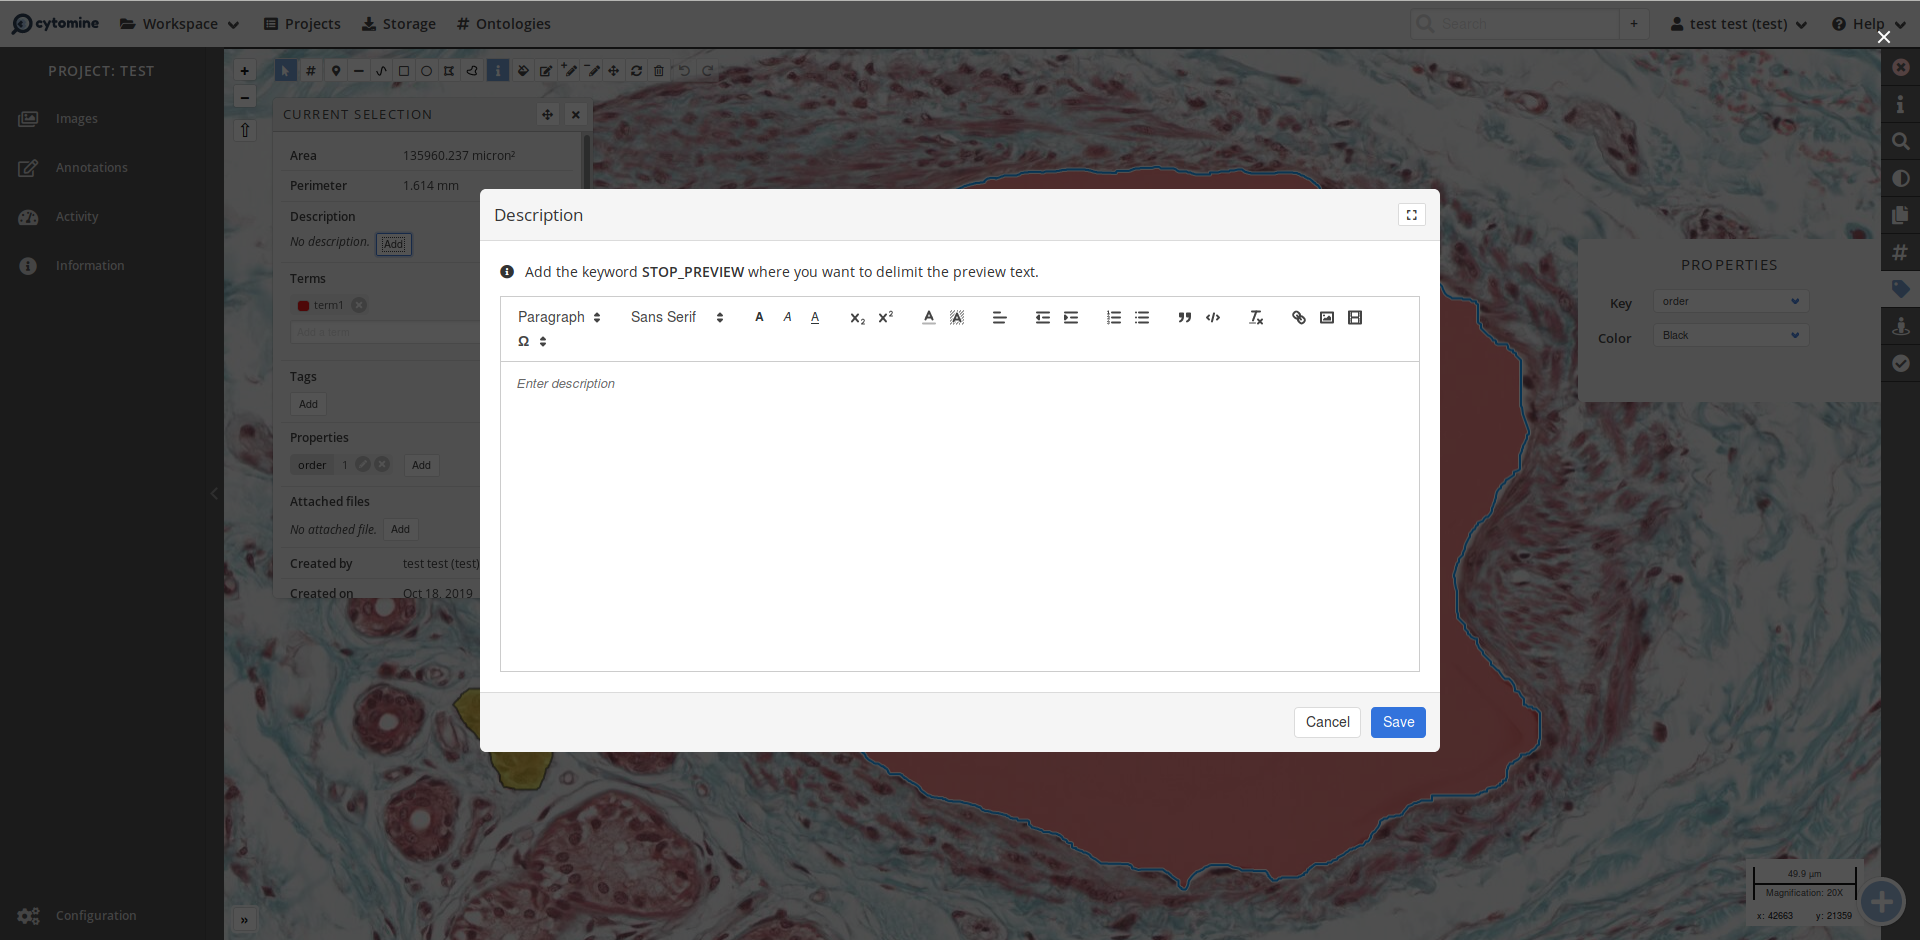 cytomine Workspace Projects Storage # Ontologies Search + test test (test) Help
PROJECT: TEST
Images
Annotations
Activity
Information
Configuration
CURRENT SELECTION
Area 135960.237 micron²
Perimeter 1.614 mm
Description
No description. Add
Terms
term1
Add a term
Tags
Add
Properties
order 1 Add
Attached files
No attached file. Add
Created by test test (test)
Created on Oct 18, 2019
Description
Add the keyword STOP_PREVIEW where you want to delimit the preview text.
Paragraph Sans Serif A A A X₂ X² A A
Ω
Enter description
Cancel Save
PROPERTIES
Key order
Color Black
49.9 µm
Magnification: 20X
x: 42663 y: 21359